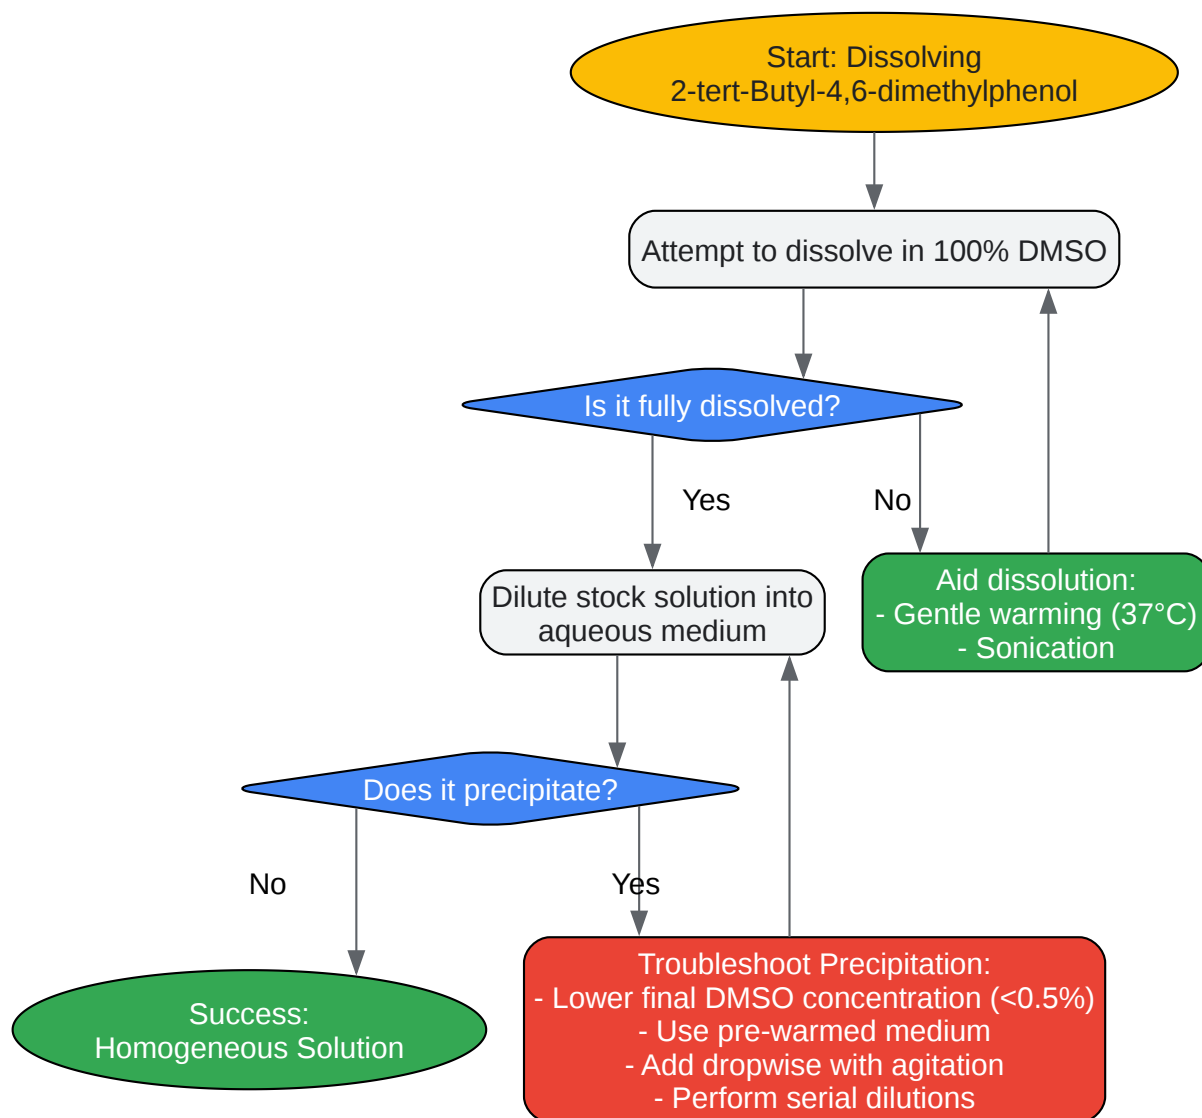 Start: Dissolving
2-tert-Butyl-4,6-dimethylphenol
Attempt to dissolve in 100% DMSO
Is it fully dissolved?
Yes
No
Dilute stock solution into
aqueous medium
Aid dissolution:
- Gentle warming (37°C)
- Sonication
Does it precipitate?
No
Yes
Success:
Homogeneous Solution
Troubleshoot Precipitation:
- Lower final DMSO concentration (<0.5%)
- Use pre-warmed medium
- Add dropwise with agitation
- Perform serial dilutions